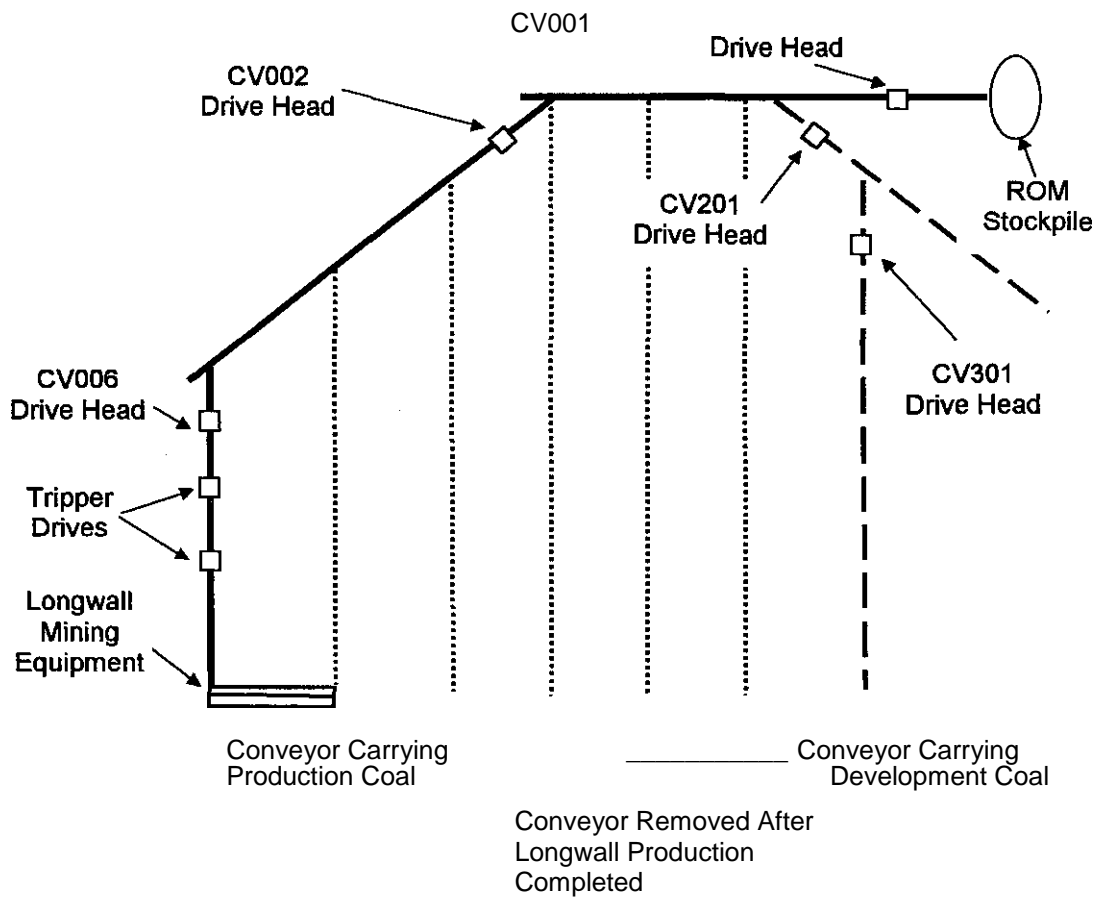 CV001
Drive Head
CV002
Drive Head
CV201
Drive Head
ROM
Stockpile
CV301
Drive Head
CV006
Drive Head
Tripper
Drives
Longwall
Mining
Equipment
Conveyor Carrying
Production Coal
___________ Conveyor Carrying
Development Coal
Conveyor Removed After
Longwall Production
Completed